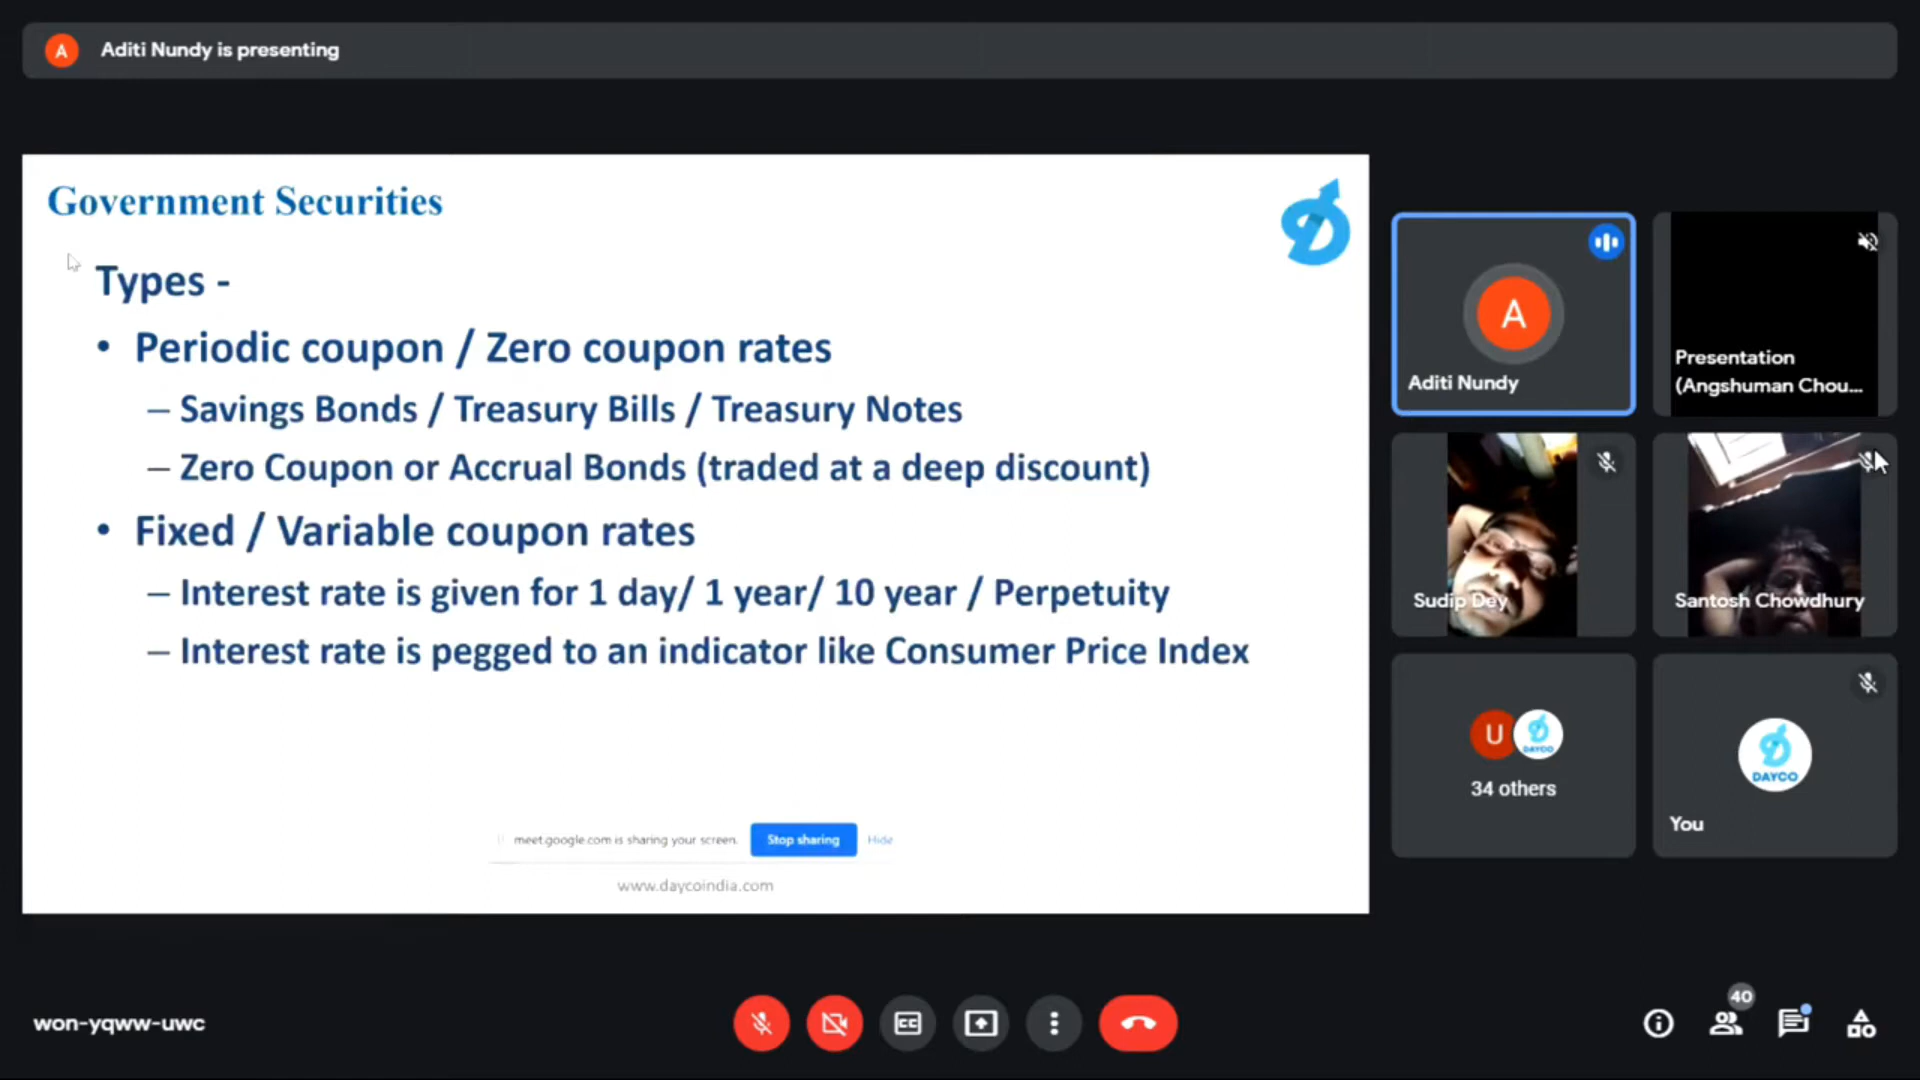 A
Aditi Nundy is presenting
Government Securities
Types -
• Periodic coupon / Zero coupon rates
– Savings Bonds / Treasury Bills / Treasury Notes
– Zero Coupon or Accrual Bonds (traded at a deep discount)
• Fixed / Variable coupon rates
– Interest rate is given for 1 day/ 1 year/ 10 year / Perpetuity
– Interest rate is pegged to an indicator like Consumer Price Index
meet.google.com is sharing your screen.
Stop sharing
Hide
www.daycoindia.com
A
Aditi Nundy
Presentation
(Angshuman Chou...
Sudip Dey
Santosh Chowdhury
U
DAYCO
34 others
DAYCO
You
won-yqww-uwc
CC
40